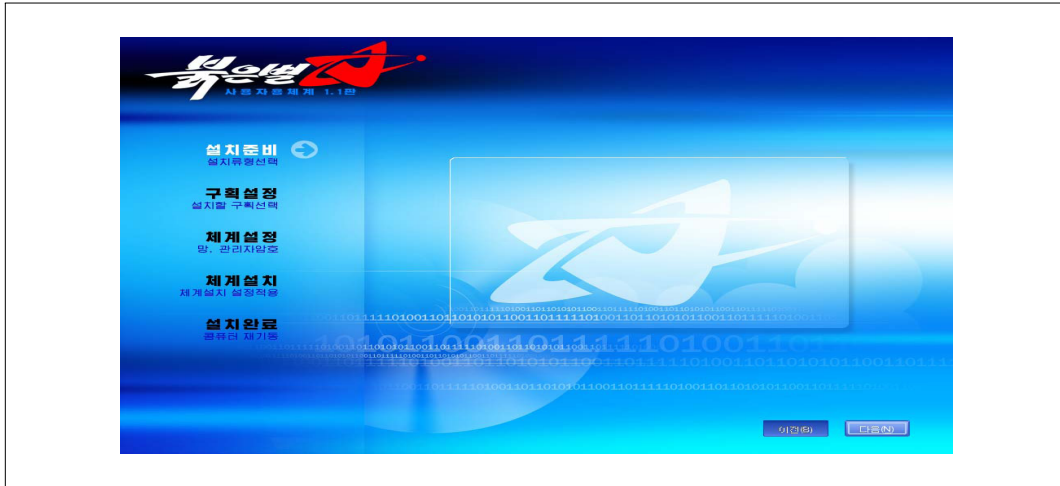 붉은별
사용자용체계 1.1판
설치준비
설치류형선택
구획설정
설치할 구획선택
체계설정
망, 관리자암호
체계설치
체계설치 설정적용
설치완료
콤퓨터 재기동
이전(B)
다음(N)